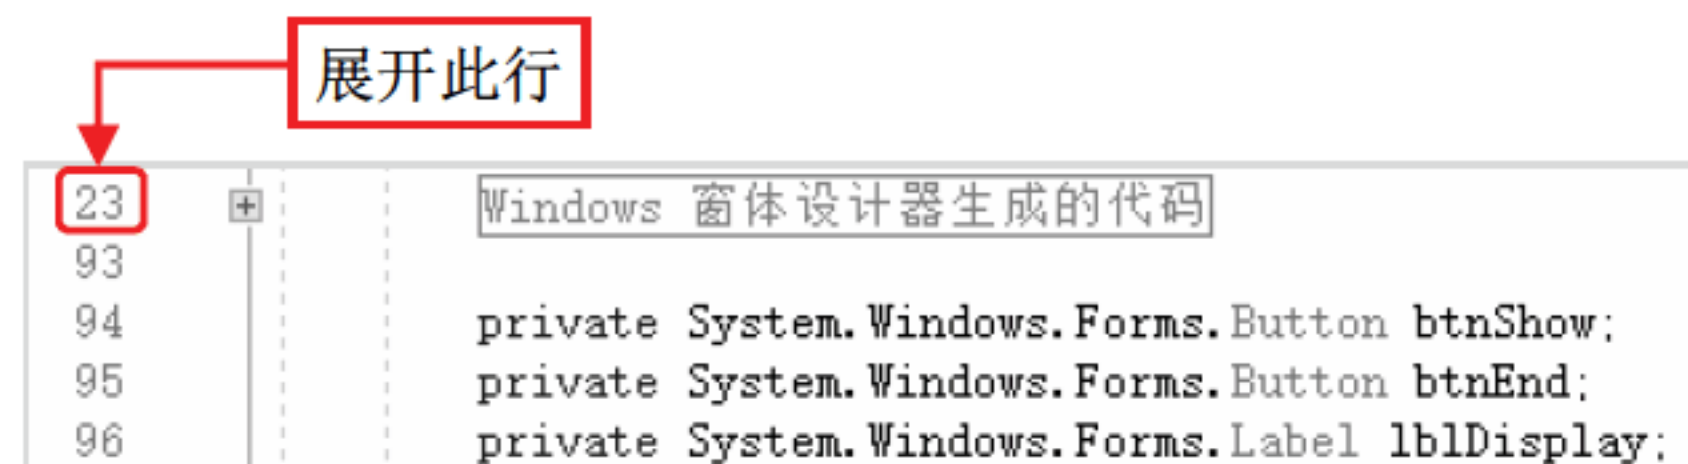 展开此行
23 Windows 窗体设计器生成的代码
93
94 private System.Windows.Forms.Button btnShow;
95 private System.Windows.Forms.Button btnEnd;
96 private System.Windows.Forms.Label lblDisplay;